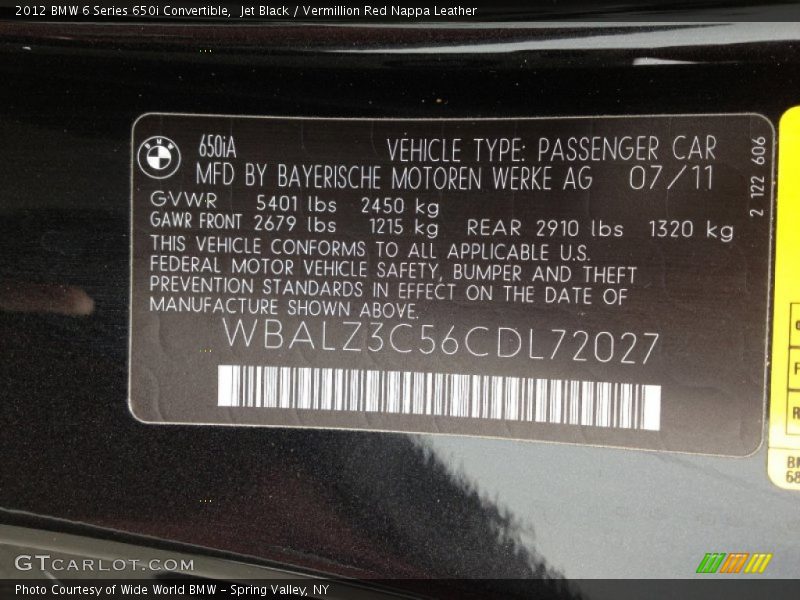 2012 BMW 6 Series 650i Convertible,  Jet Black / Vermillion Red Nappa Leather
BMW
650iA
VEHICLE TYPE: PASSENGER CAR
MFD BY BAYERISCHE MOTOREN WERKE AG 07/11
2 122 606
GVWR 5401 lbs 2450 kg
GAWR FRONT 2679 lbs 1215 kg REAR 2910 lbs 1320 kg
THIS VEHICLE CONFORMS TO ALL APPLICABLE U.S.
FEDERAL MOTOR VEHICLE SAFETY, BUMPER AND THEFT
PREVENTION STANDARDS IN EFFECT ON THE DATE OF
MANUFACTURE SHOWN ABOVE.
WBALZ3C56CDL72027
GTCARLOT.COM
Photo Courtesy of Wide World BMW – Spring Valley, NY